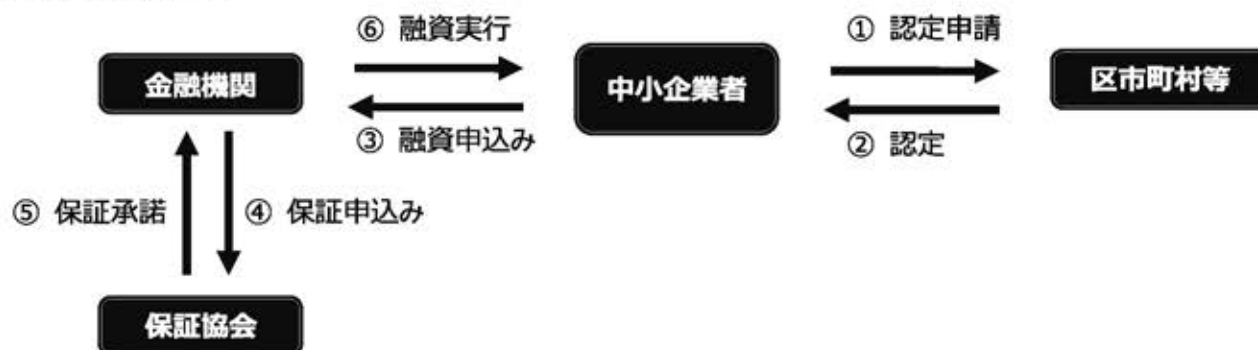 ⑥ 融資実行
① 認定申請
金融機関
中小企業者
区市町村等
③ 融資申込み
② 認定
⑤ 保証承諾
④ 保証申込み
保証協会